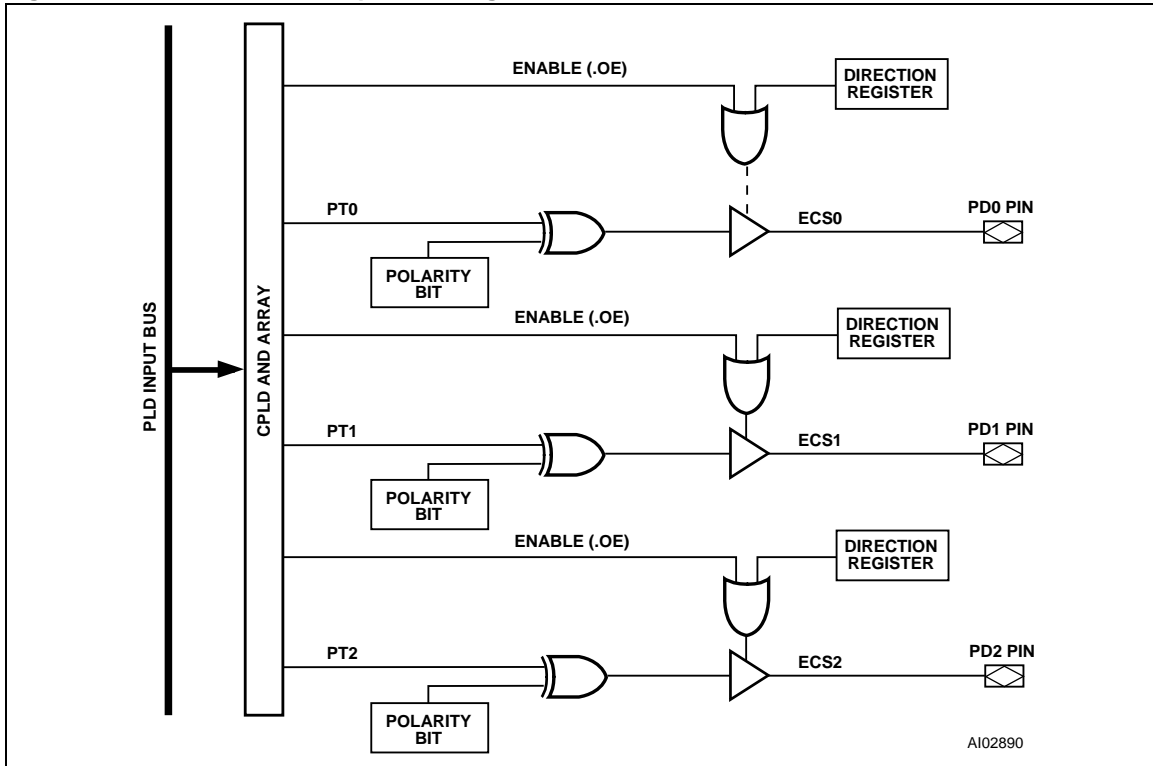 ENABLE (.OE)
DIRECTION
REGISTER
PT0
ECS0
PD0 PIN
POLARITY
BIT
ENABLE (.OE)
DIRECTION
REGISTER
PLD INPUT BUS
CPLD AND ARRAY
PT1
ECS1
PD1 PIN
POLARITY
BIT
ENABLE (.OE)
DIRECTION
REGISTER
PT2
ECS2
PD2 PIN
POLARITY
BIT
AI02890